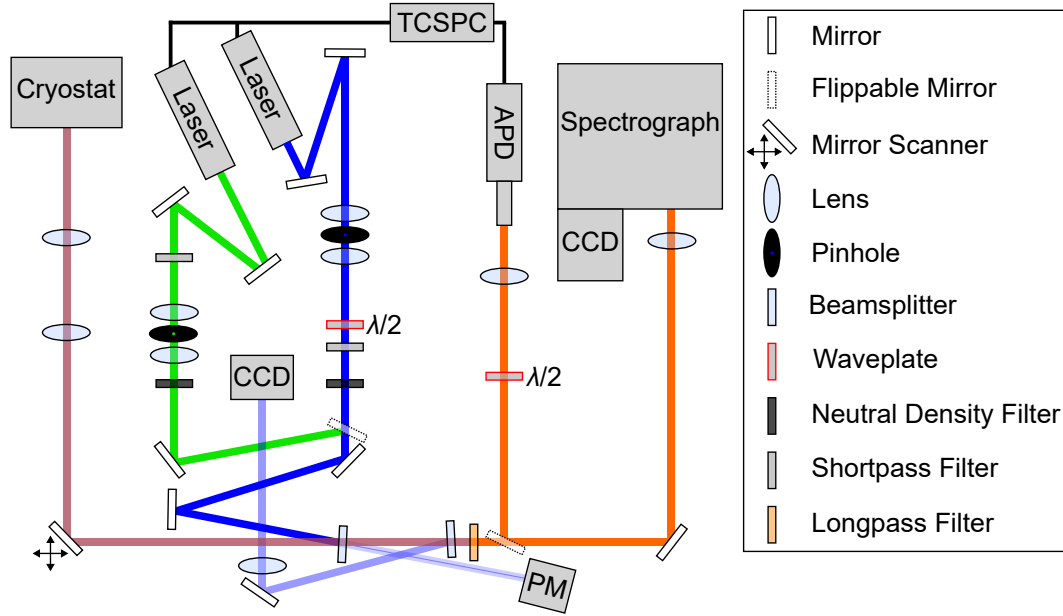 TCSPC
Cryostat
Laser
Laser
APD
Spectrograph
CCD
λ/2
λ/2
CCD
PM
Mirror
Flippable Mirror
Mirror Scanner
Lens
Pinhole
Beamsplitter
Waveplate
Neutral Density Filter
Shortpass Filter
Longpass Filter